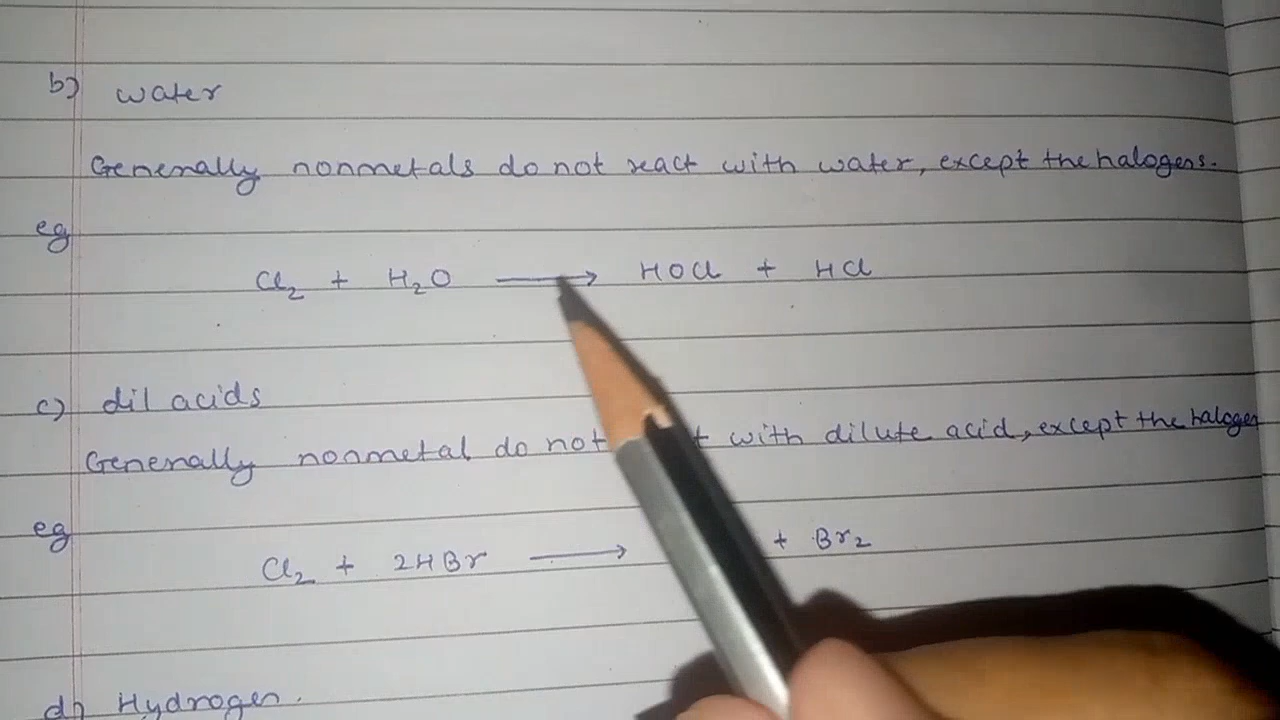 b) water
Generally nonmetals do not react with water, except the halogens.
eg
Cl₂ + H₂O ⟶ HOCl + HCl
c) dil acids
Generally nonmetal do not with dilute acid, except the halogen
eg
Cl₂ + 2HBr ⟶ + Br₂
d) Hydrogen.